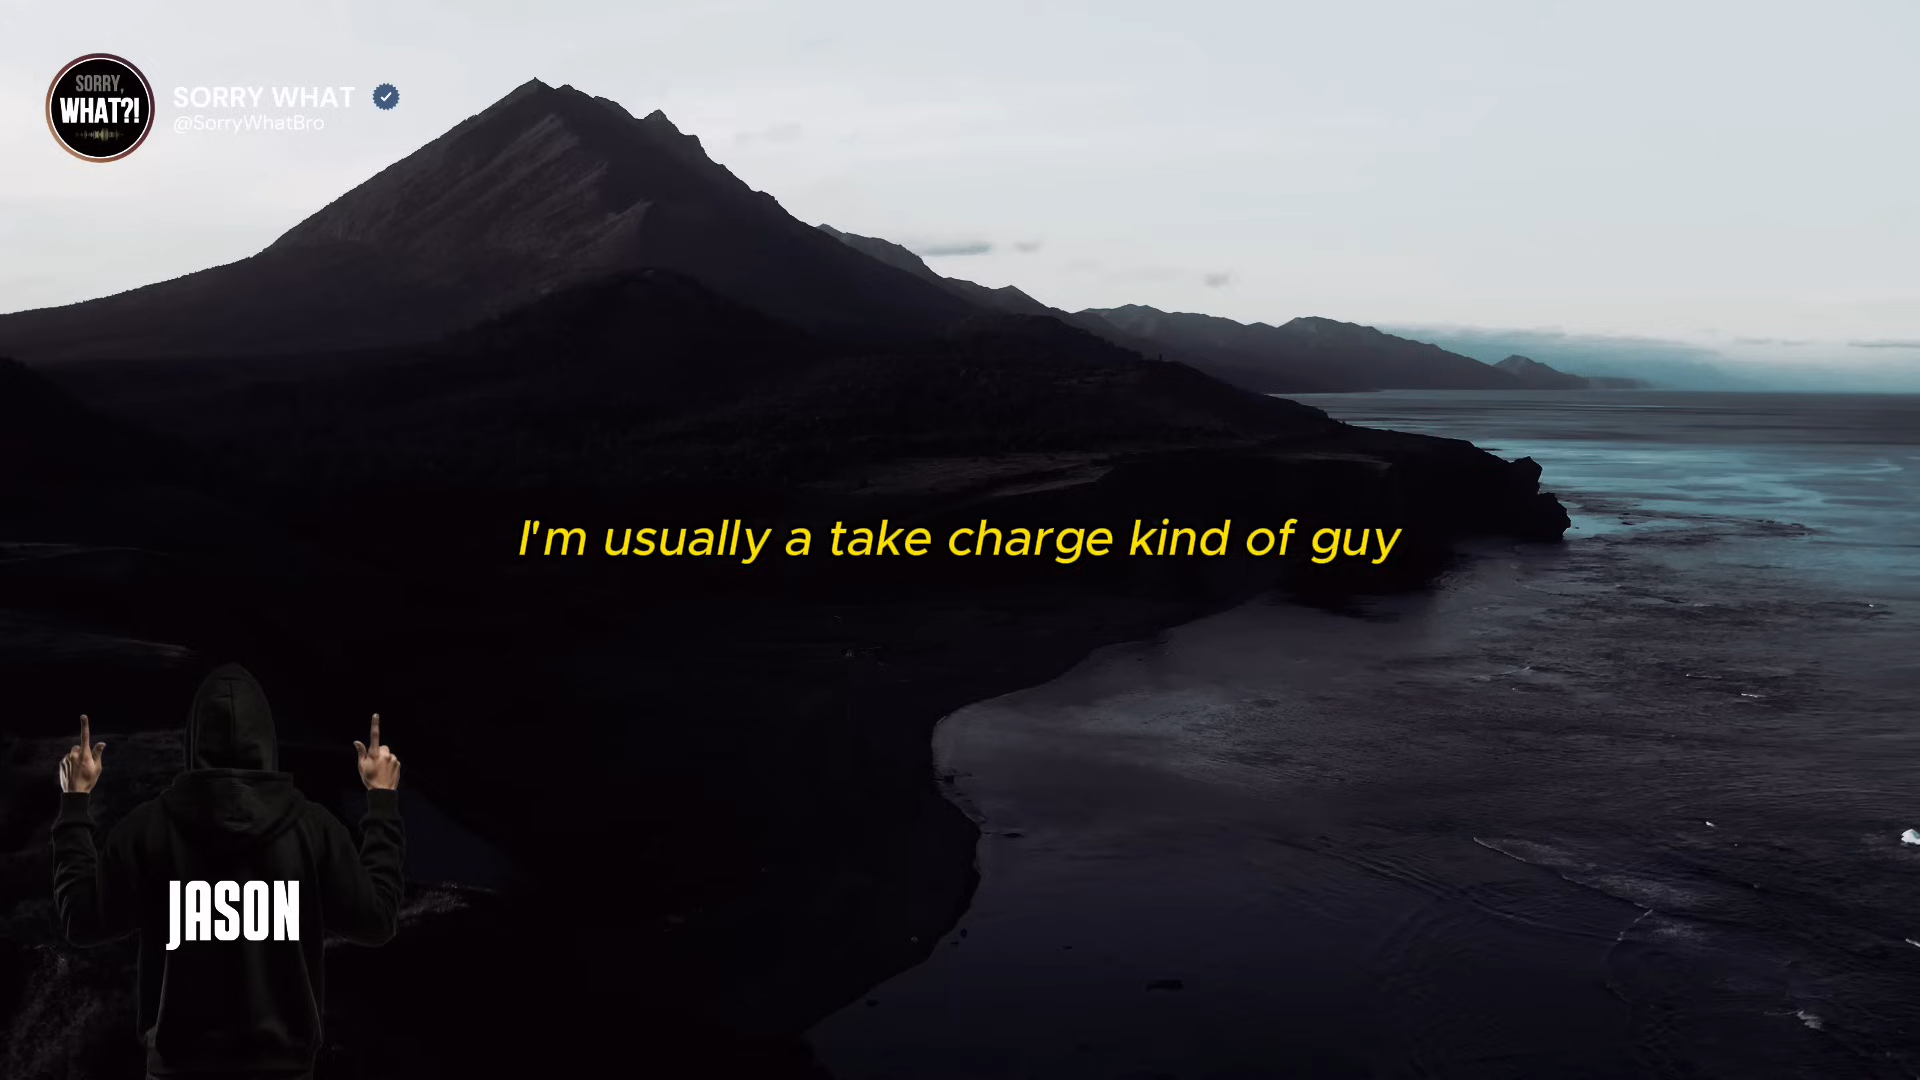 SORRY,
WHAT?!
SORRY WHAT
@SorryWhatBro
I'm usually a take charge kind of guy
JASON